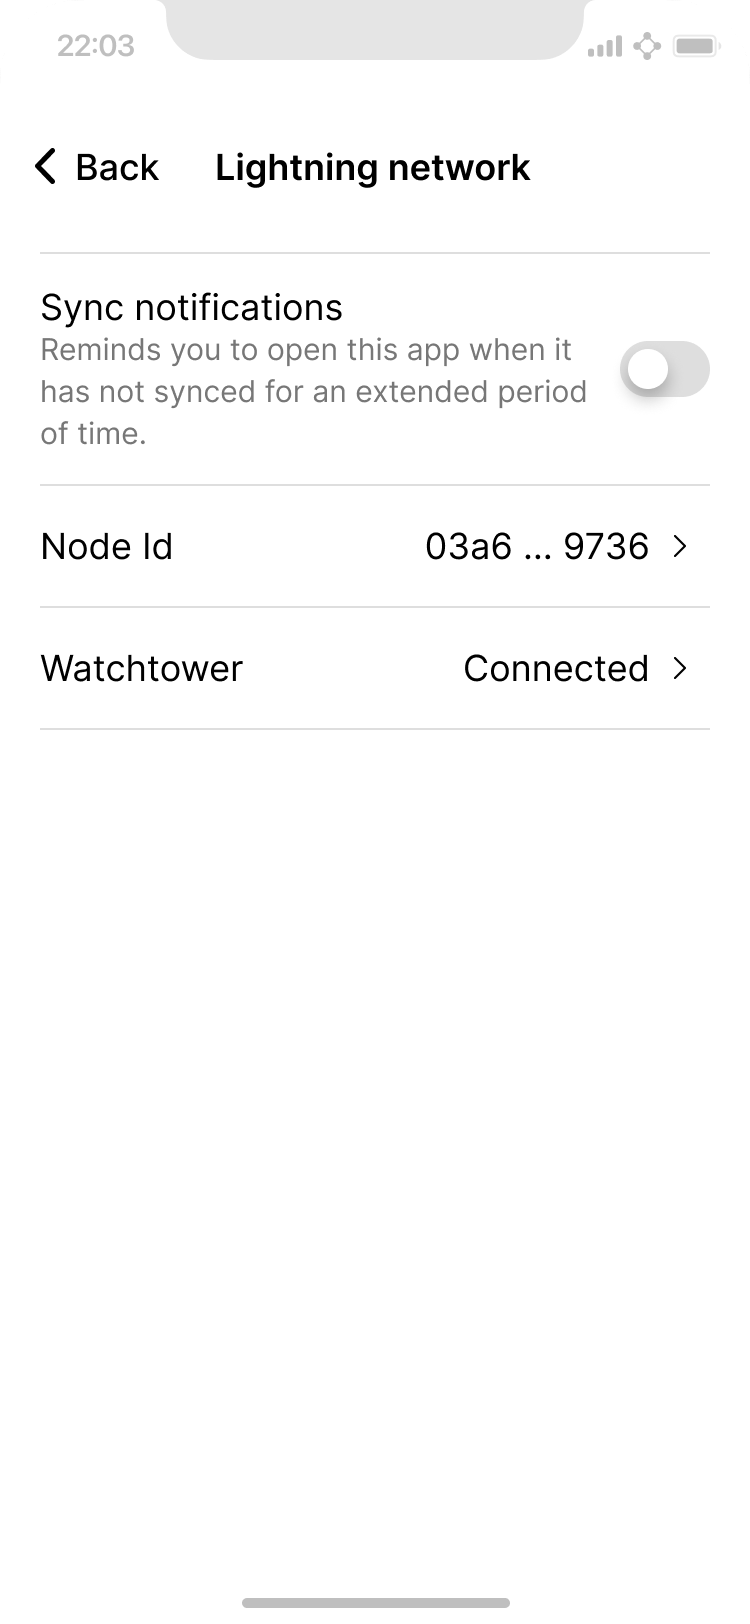 22:03
Back Lightning network
Sync notifications
Reminds you to open this app when it
has not synced for an extended period
of time.
Node Id 03a6 ... 9736
Watchtower Connected